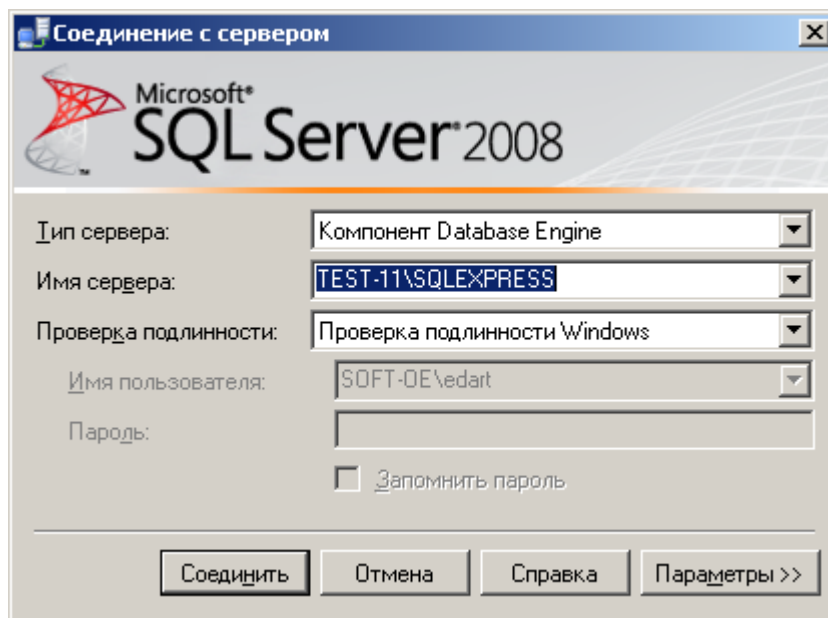 Соединение с сервером
Microsoft®
SQL Server® 2008
Тип сервера: Компонент Database Engine
Имя сервера: TEST-11\SQLEXPRESS
Проверка подлинности: Проверка подлинности Windows
Имя пользователя: SOFT-OE\edart
Пароль:
Запомнить пароль
Соединить Отмена Справка Параметры >>